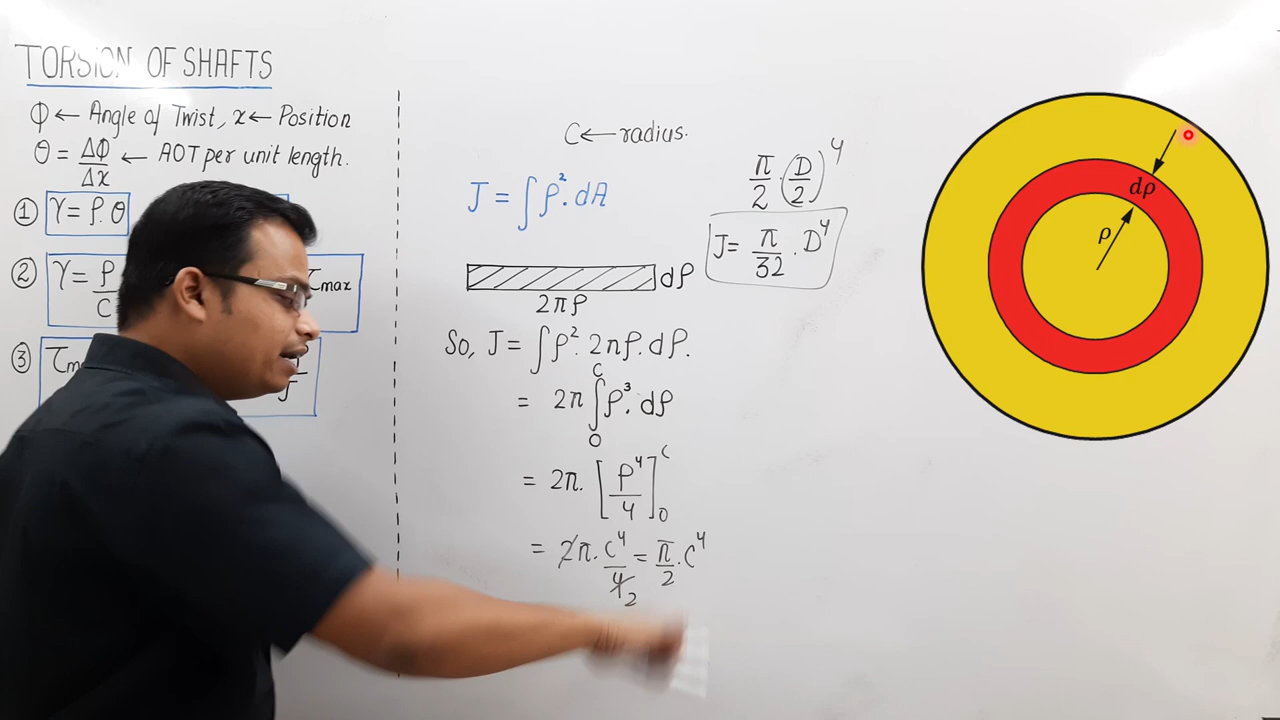 TORSION OF SHAFTS
Φ ← Angle of Twist, x ← Position
θ = ΔΦ/Δx ← AOT per unit length.
① γ = ρ.θ
② γ = ρ/C τmax
③ τm J
C ← radius.
J = ∫ρ².dA
dρ
2πρ
So, J = ∫ρ².2πρ.dρ.
= 2π ∫₀ᶜ ρ³.dρ
= 2π.[ρ⁴/4]₀ᶜ
= 2π.C⁴/4 2 = π/2.C⁴
π/2.(D/2)⁴
J = π/32.D⁴
dρ
ρ